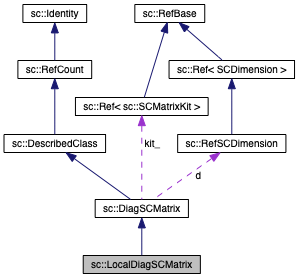 sc::Identity
sc::RefBase
sc::RefCount
sc::Ref< SCDimension >
sc::Ref< sc::SCMatrixKit >
sc::DescribedClass
kit_
sc::RefSCDimension
d
sc::DiagSCMatrix
sc::LocalDiagSCMatrix